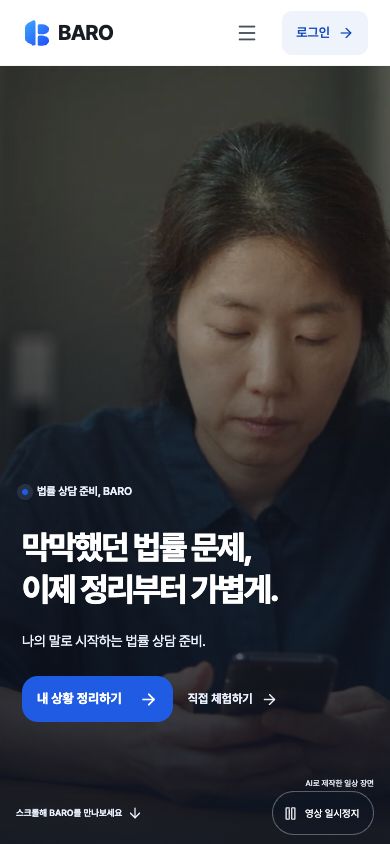 BARO
로그인
법률 상담 준비, BARO
막막했던 법률 문제,
이제 정리부터 가볍게.
나의 말로 시작하는 법률 상담 준비.
내 상황 정리하기
직접 체험하기
AI로 제작한 일상 장면
스크롤해 BARO를 만나보세요
영상 일시정지